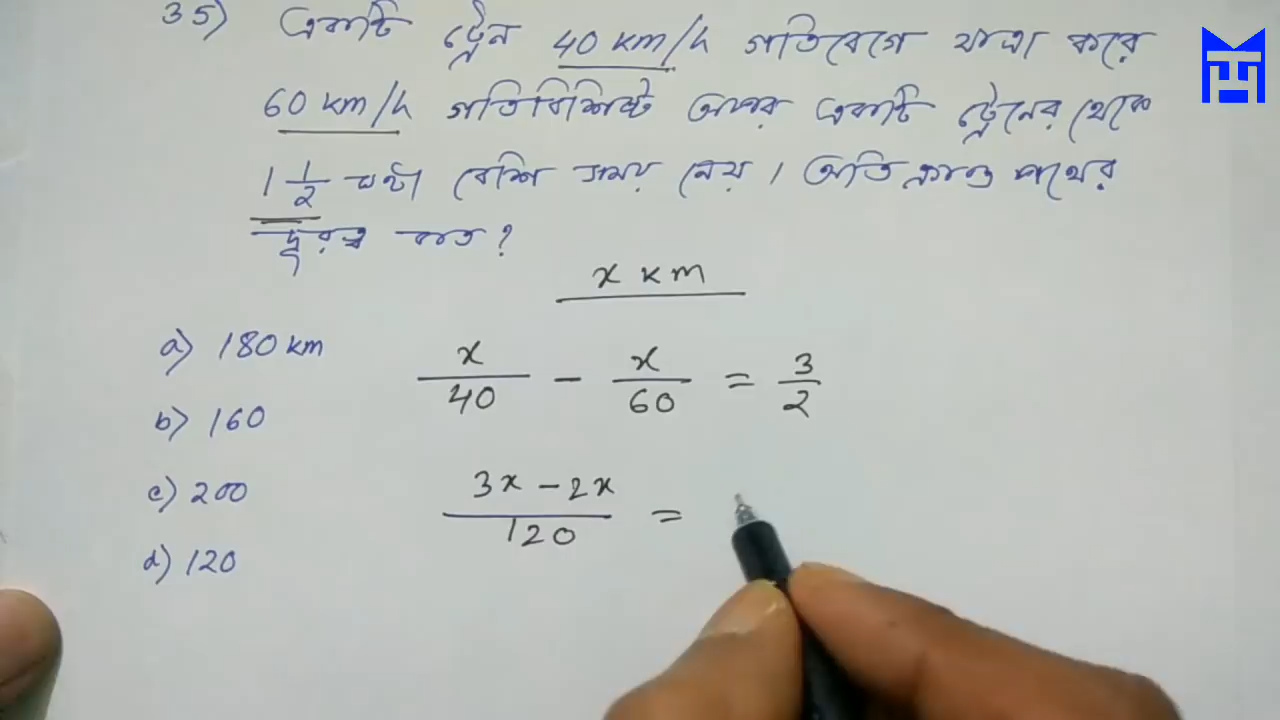 35) একটি ট্রেন 40 km/h গতিবেগে যাত্রা করে
60 km/h গতিবিশিষ্ট অপর একটি ট্রেনের থেকে
1 1/2 ঘণ্টা বেশি সময় নেয়। অতিক্রান্ত পথের
দূরত্ব কত?
x km
a) 180 km
b) 160
c) 200
d) 120
x/40 - x/60 = 3/2
3x - 2x/120 =